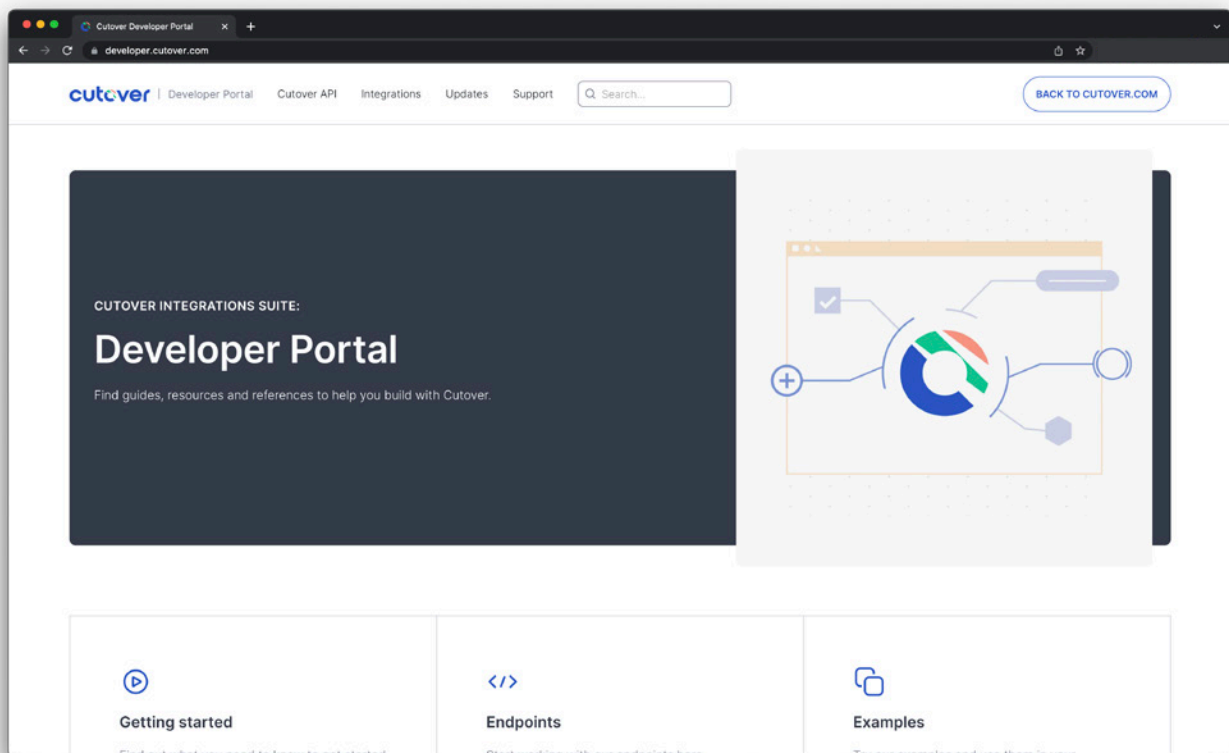 Cutover Developer Portal
developer.cutover.com
cutover | Developer Portal Cutover API Integrations Updates Support Search... BACK TO CUTOVER.COM
CUTOVER INTEGRATIONS SUITE:
Developer Portal
Find guides, resources and references to help you build with Cutover.
Getting started Endpoints Examples